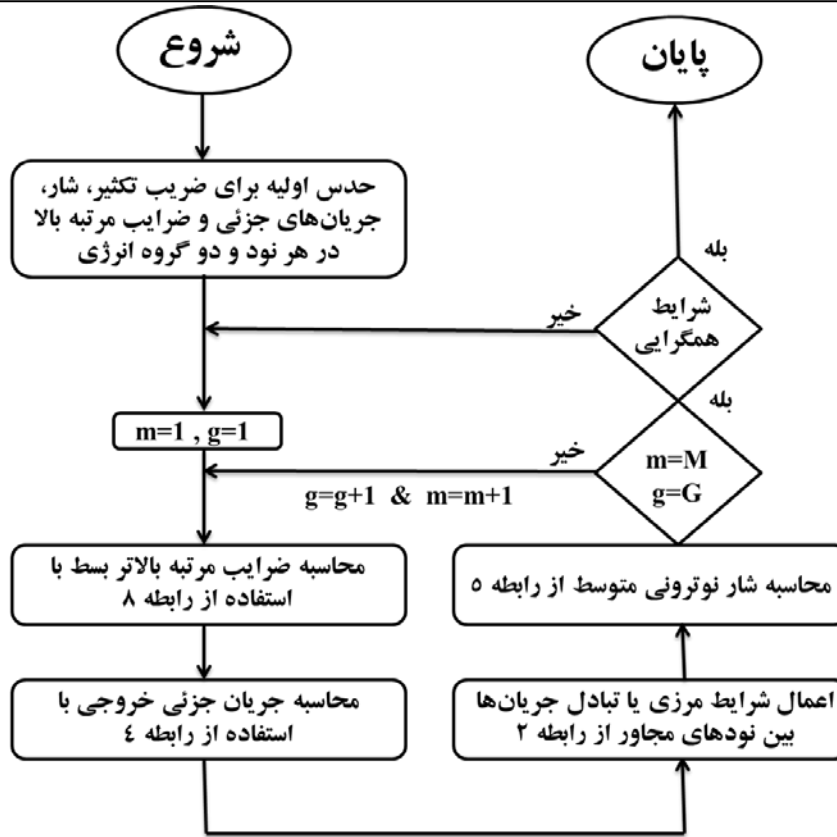 شروع
حدس اولیه برای ضریب تکثیر، شار،
جریان‌های جزئی و ضرایب مرتبه بالا
در هر نود و دو گروه انرژی
m=1 , g=1
محاسبه ضرایب مرتبه بالاتر بسط با
استفاده از رابطه ۸
محاسبه جریان جزئی خروجی با
استفاده از رابطه ٤
اعمال شرایط مرزی یا تبادل جریان‌ها
بین نودهای مجاور از رابطه ۲
محاسبه شار نوترونی متوسط از رابطه ٥
m=M
g=G
خیر
g=g+1 & m=m+1
بله
شرایط
همگرایی
خیر
بله
پایان